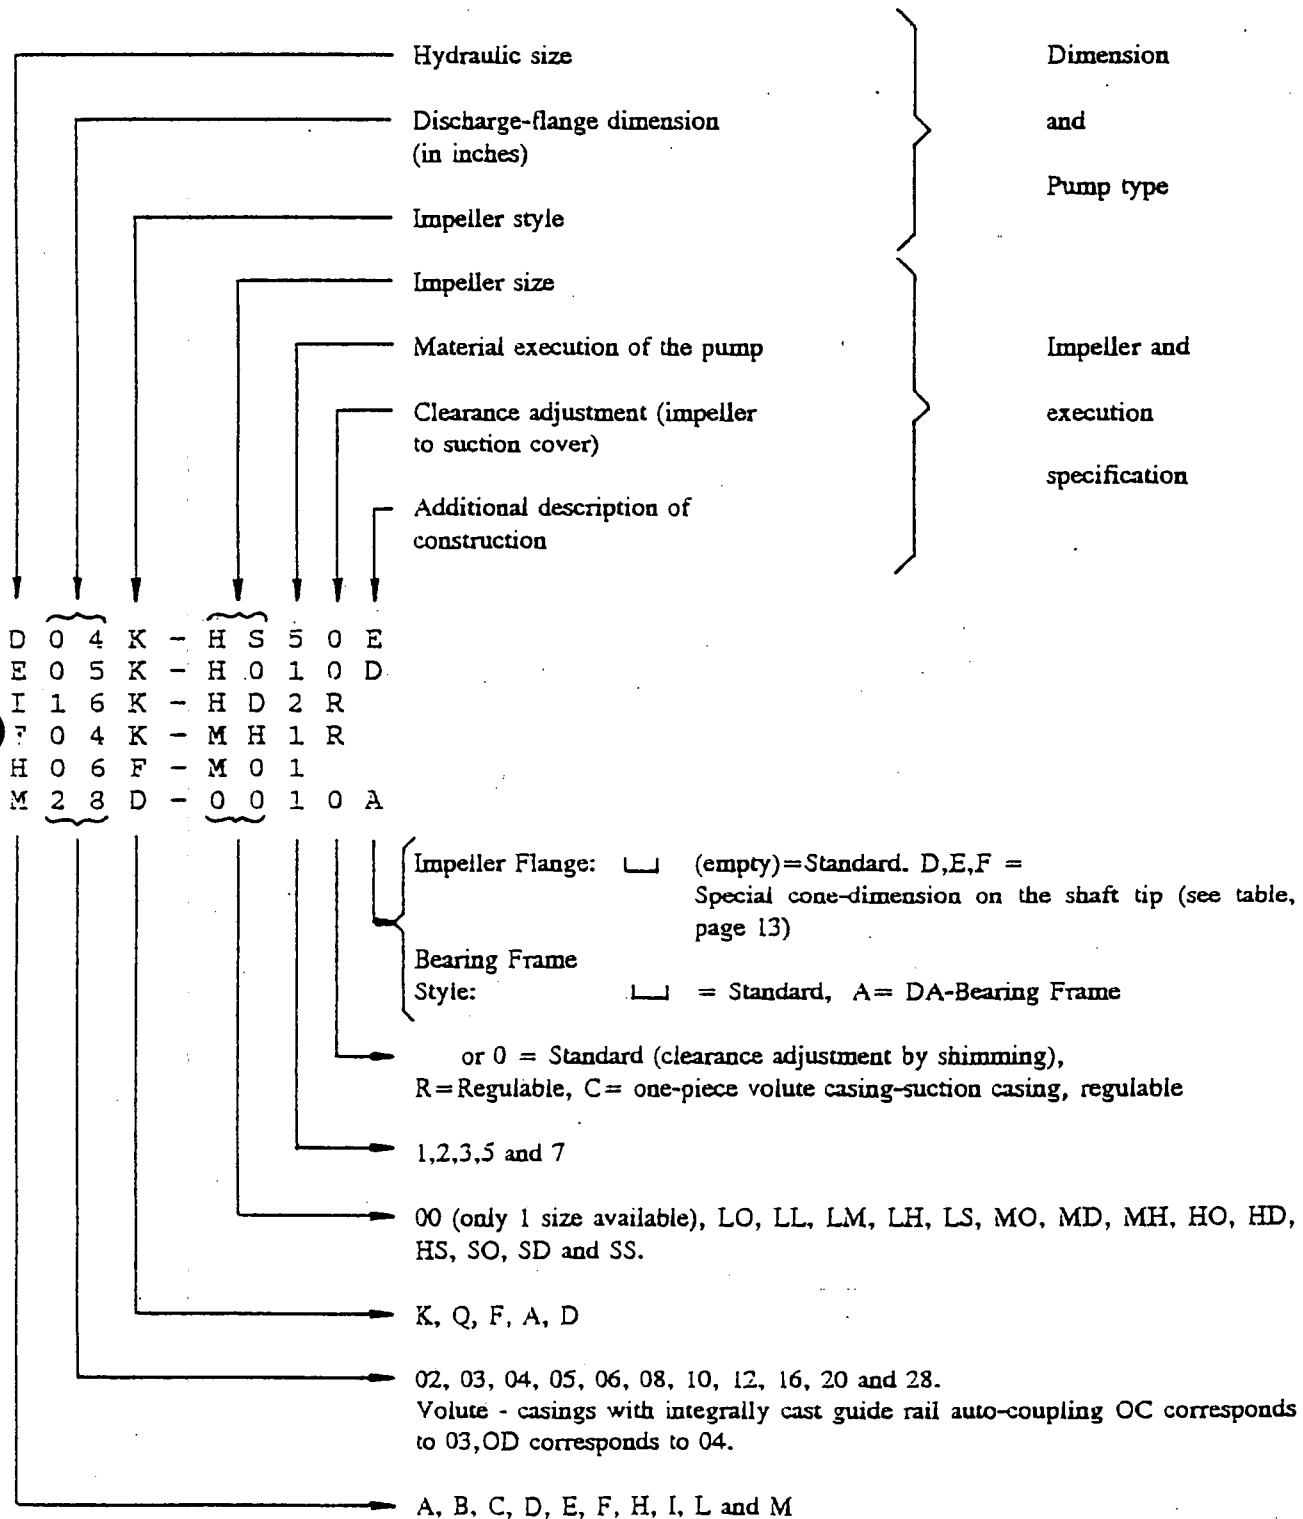 Hydraulic size
Dimension
Discharge-flange dimension
(in inches)
and
Pump type
Impeller style
Impeller size
Material execution of the pump
Impeller and
Clearance adjustment (impeller
to suction cover)
execution
specification
Additional description of
construction
D 0 4 K - H S 5 0 E
E 0 5 K - H 0 1 0 D
I 1 6 K - H D 2 R
F 0 4 K - M H 1 R
H 0 6 F - M 0 1
M 2 8 D - 0 0 1 0 A
Impeller Flange: (empty)=Standard. D,E,F =
Special cone-dimension on the shaft tip (see table,
page 13)
Bearing Frame
Style: = Standard, A= DA-Bearing Frame
or 0 = Standard (clearance adjustment by shimming),
R=Regulable, C= one-piece volute casing-suction casing, regulable
1,2,3,5 and 7
00 (only 1 size available), LO, LL, LM, LH, LS, MO, MD, MH, HO, HD,
HS, SO, SD and SS.
K, Q, F, A, D
02, 03, 04, 05, 06, 08, 10, 12, 16, 20 and 28.
Volute - casings with integrally cast guide rail auto-coupling OC corresponds
to 03,OD corresponds to 04.
A, B, C, D, E, F, H, I, L and M